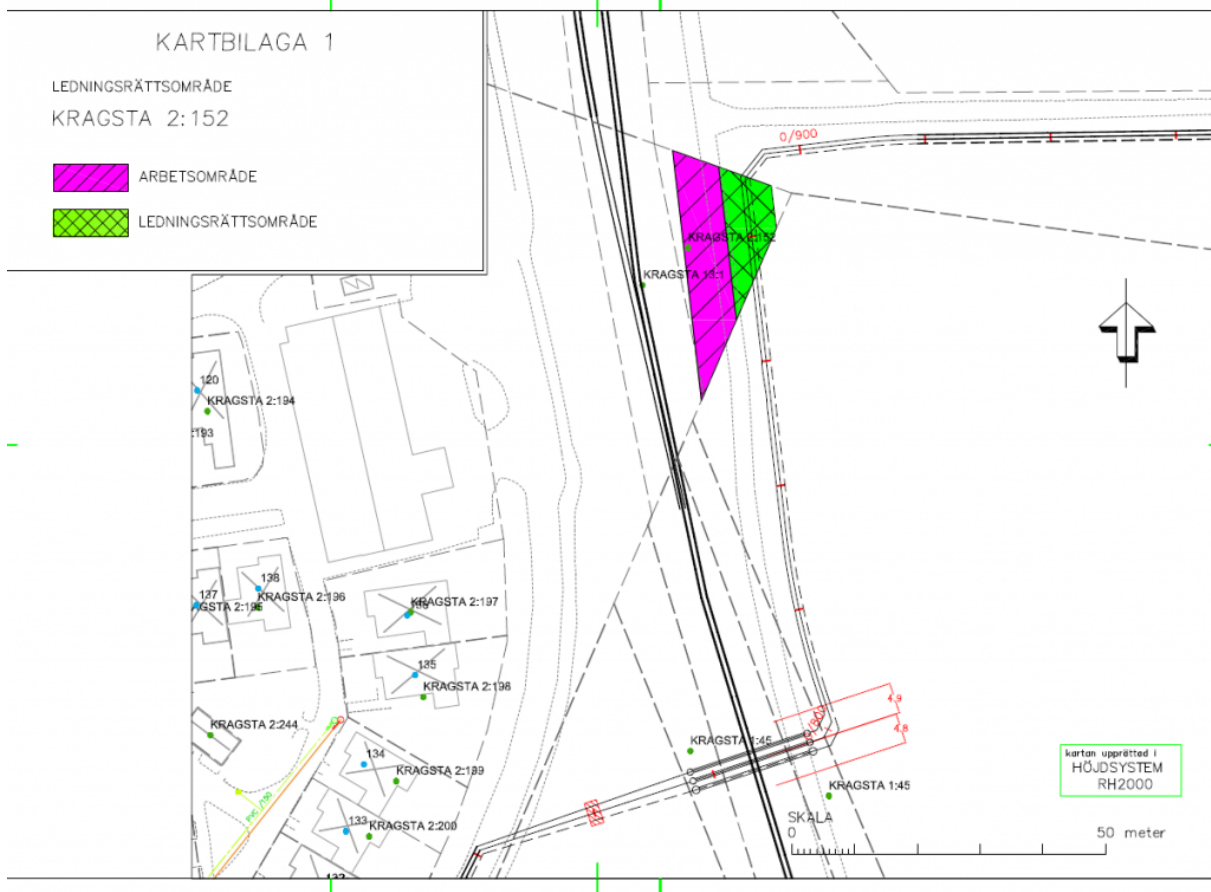 KARTBILAGA 1
LEDNINGSRÄTTSOMRÅDE
KRAGSTA 2:152
ARBETSOMRÅDE
LEDNINGSRÄTTSOMRÅDE
0/900
KRAGSTA 2:152
KRAGSTA 13:1
120
KRAGSTA 2:194
:193
138
KRAGSTA 2:196
137
KRAGSTA 2:197
135
KRAGSTA 2:198
KRAGSTA 2:244
134
KRAGSTA 2:199
133
KRAGSTA 2:200
PVC /150
4,9
4,8
KRAGSTA 1:45
KRAGSTA 1:45
kartan upprättad i
HÖJDSYSTEM
RH2000
SKALA
0 50 meter